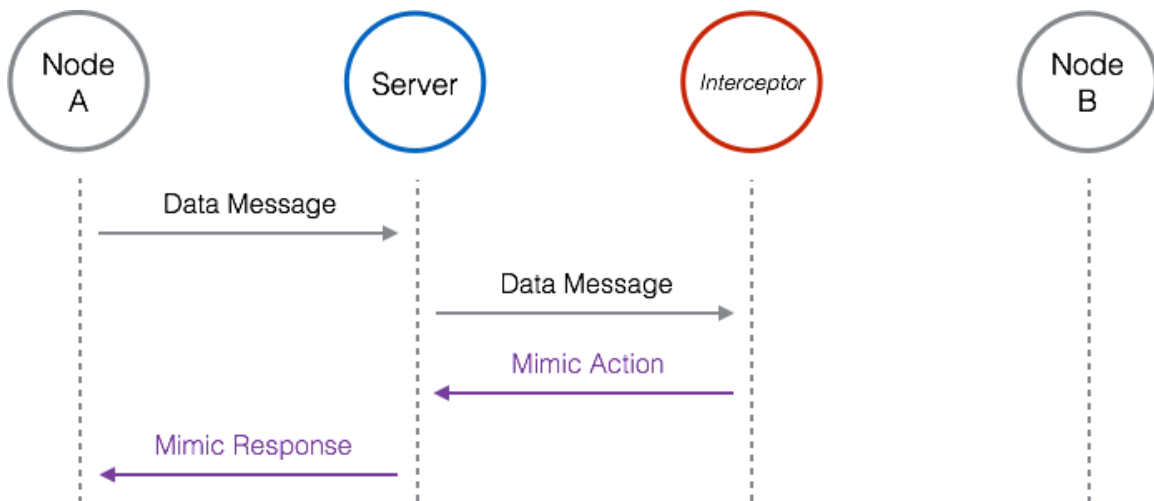 Node
A
Server
Interceptor
Node
B
Data Message
Data Message
Mimic Action
Mimic Response